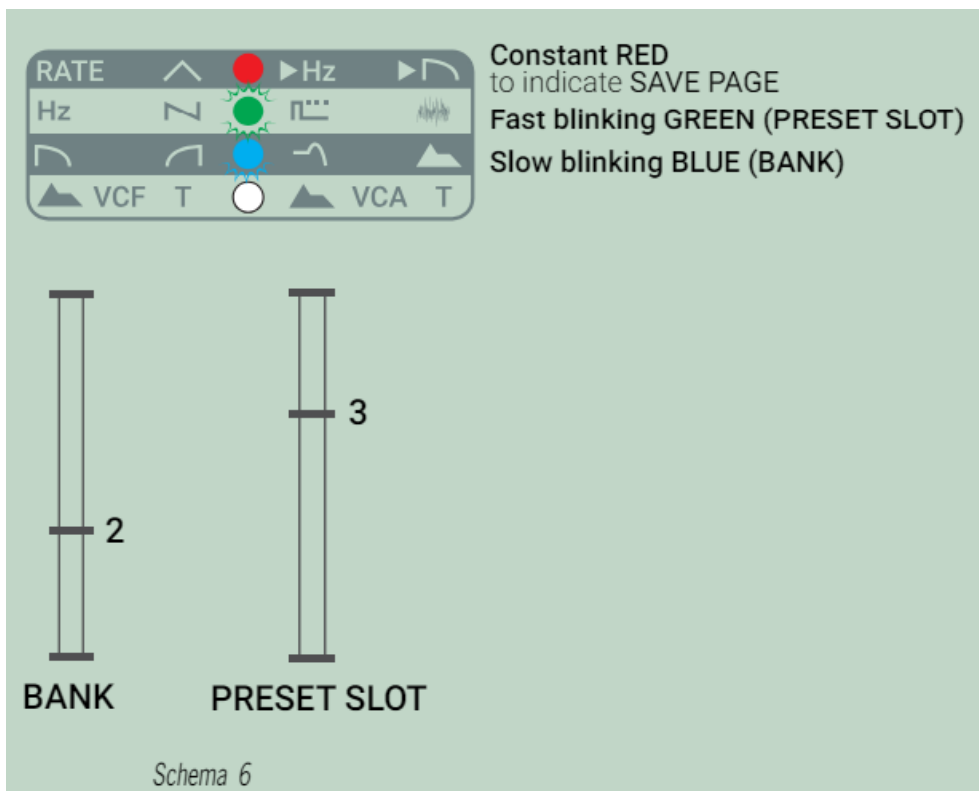 RATE Hz
Constant RED
to indicate SAVE PAGE
Hz
Fast blinking GREEN (PRESET SLOT)
Slow blinking BLUE (BANK)
VCF T VCA T
3
2
BANK PRESET SLOT
Schema 6